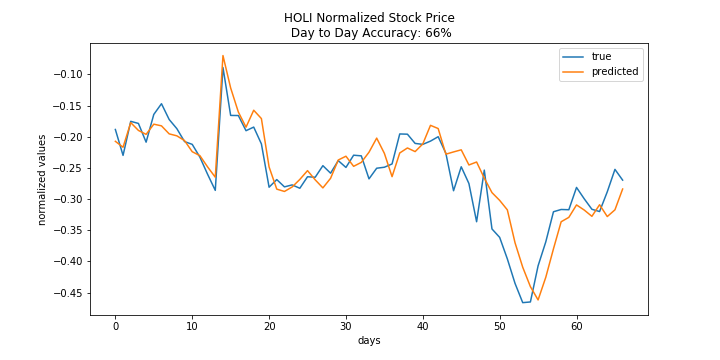 HOLI Normalized Stock Price
Day to Day Accuracy: 66%
true
predicted
normalized values
−0.10
−0.15
−0.20
−0.25
−0.30
−0.35
−0.40
−0.45
0
10
20
30
40
50
60
days